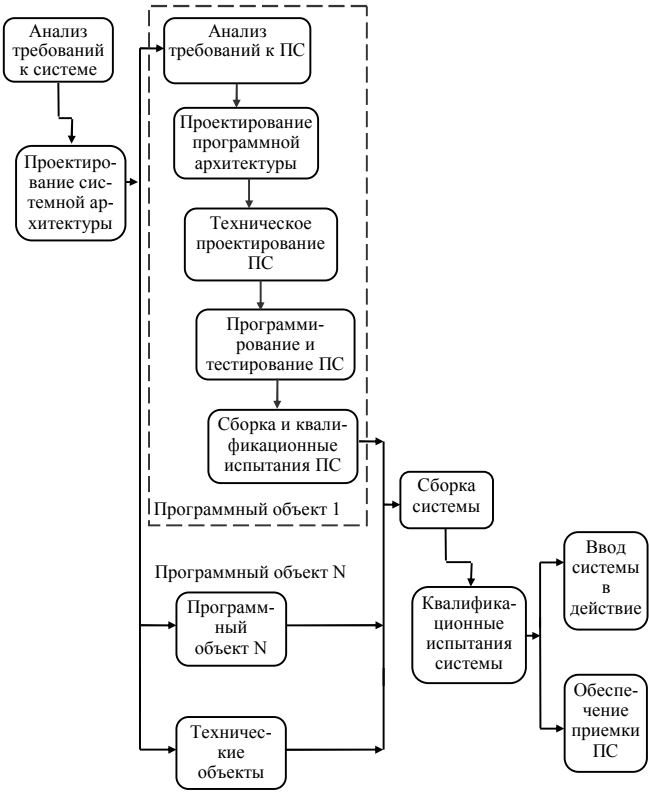 Анализ
требований
к системе
Проектиро-
вание сис-
темной ар-
хитектуры
Анализ
требований к ПС
Проектирование
программной
архитектуры
Техническое
проектирование
ПС
Программи-
рование и
тестирование ПС
Сборка и квали-
фикационные
испытания ПС
Программный объект 1
Программный объект N
Программ-
ный
объект N
Техничес-
кие
объекты
Сборка
системы
Квалифика-
ционные
испытания
системы
Ввод
системы
в
действие
Обеспе-
чение
приемки
ПС